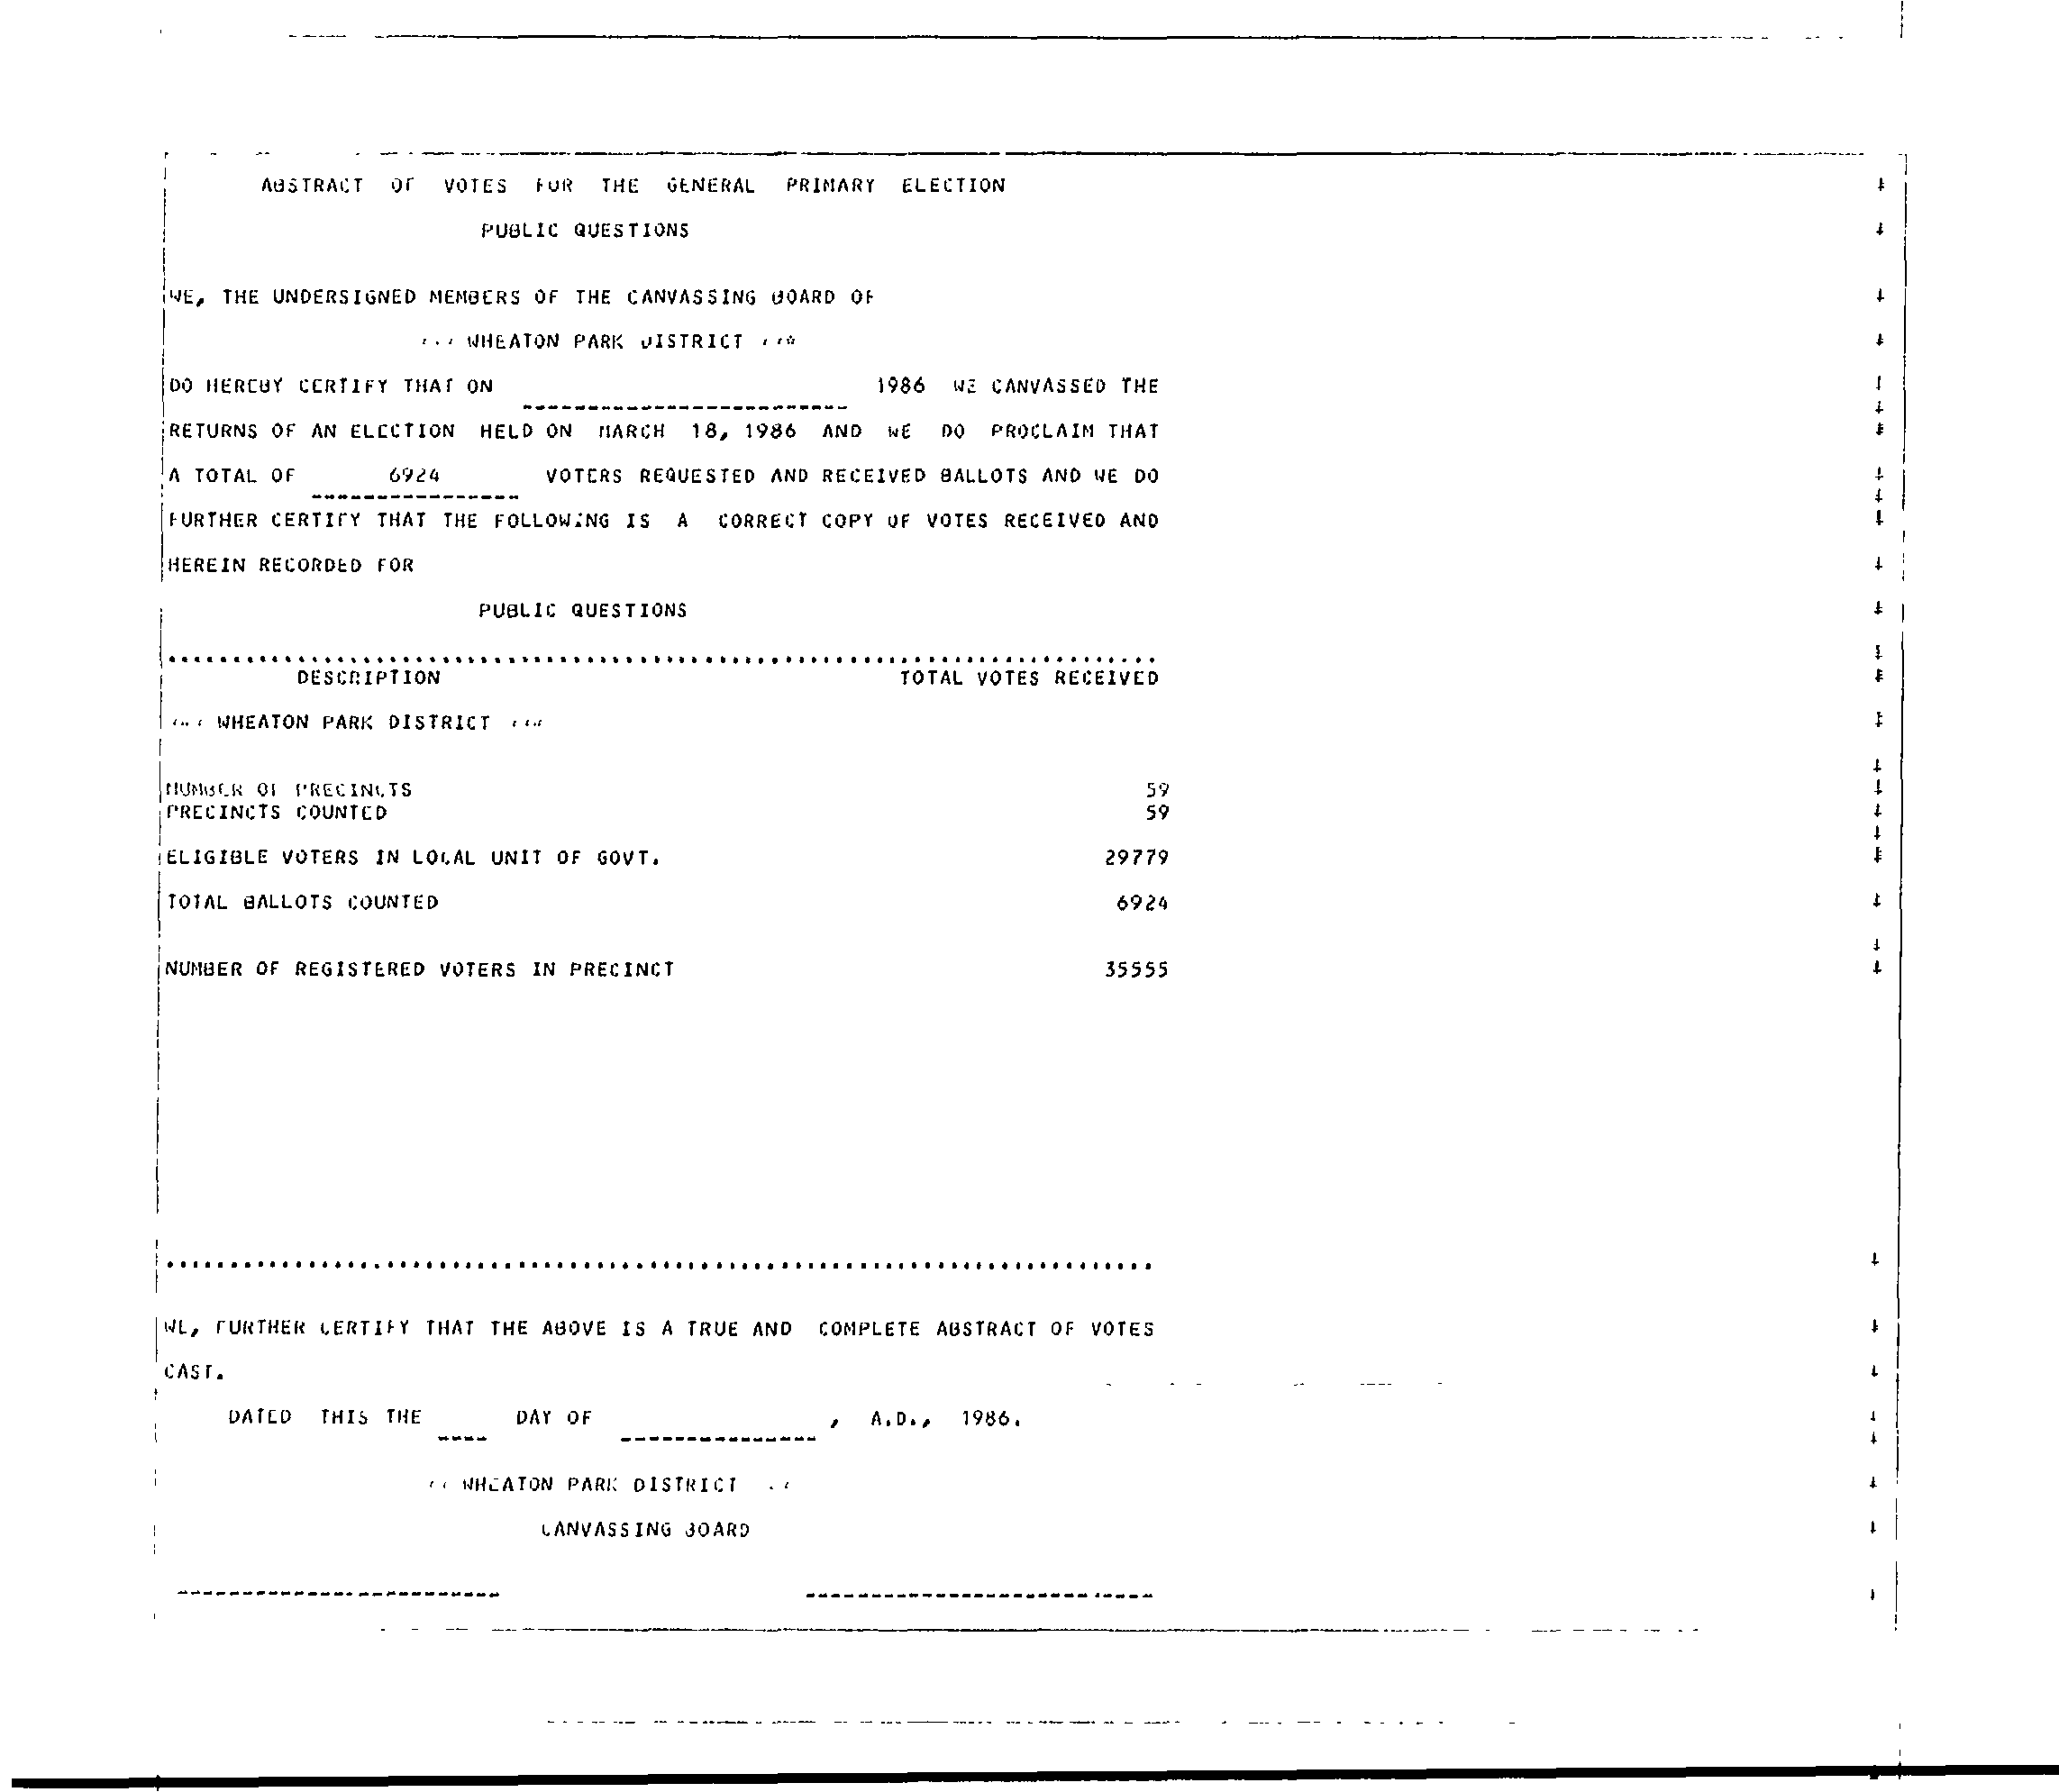 ABSTRACT OF VOTES FOR THE GENERAL PRIMARY ELECTION
PUBLIC QUESTIONS
WE, THE UNDERSIGNED MEMBERS OF THE CANVASSING BOARD OF
WHEATON PARK DISTRICT
DO HEREBY CERTIFY THAT ON 1986 WE CANVASSED THE
RETURNS OF AN ELECTION HELD ON MARCH 18, 1986 AND WE DO PROCLAIM THAT
A TOTAL OF 6924 VOTERS REQUESTED AND RECEIVED BALLOTS AND WE DO
FURTHER CERTIFY THAT THE FOLLOWING IS A CORRECT COPY OF VOTES RECEIVED AND
HEREIN RECORDED FOR
PUBLIC QUESTIONS
DESCRIPTION TOTAL VOTES RECEIVED
WHEATON PARK DISTRICT
NUMBER OF PRECINCTS 59
PRECINCTS COUNTED 59
ELIGIBLE VOTERS IN LOCAL UNIT OF GOVT. 29779
TOTAL BALLOTS COUNTED 6924
NUMBER OF REGISTERED VOTERS IN PRECINCT 35555
WE, FURTHER CERTIFY THAT THE ABOVE IS A TRUE AND COMPLETE ABSTRACT OF VOTES
CAST.
DATED THIS THE ____ DAY OF ____________ , A.D., 1986.
WHEATON PARK DISTRICT
CANVASSING BOARD